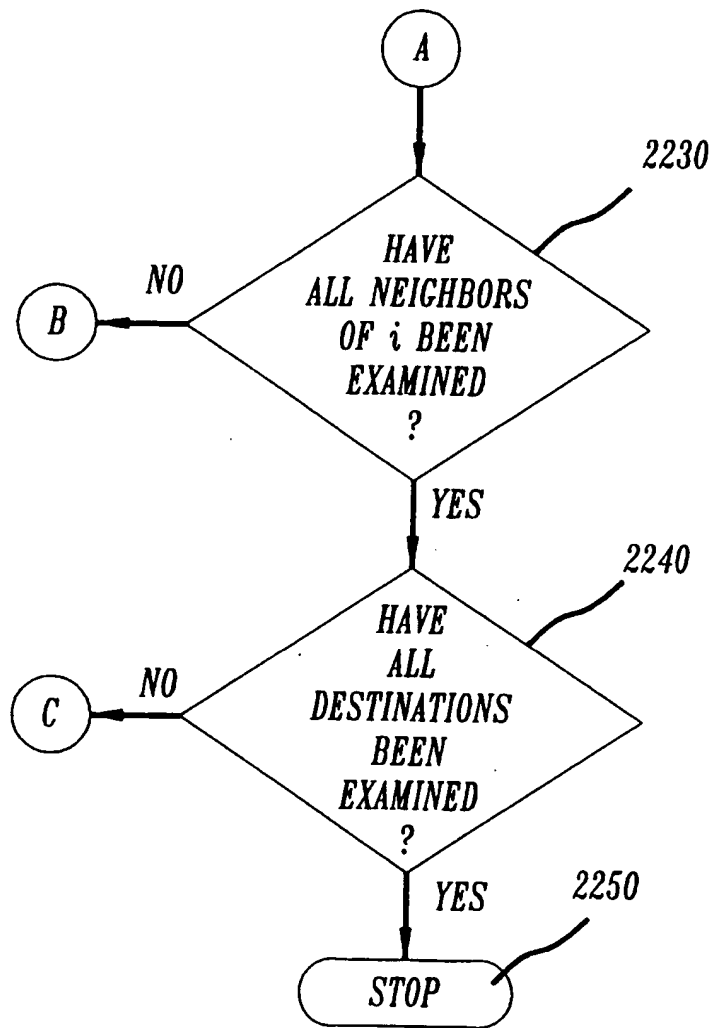 A
2230
HAVE
ALL NEIGHBORS
OF i BEEN
EXAMINED
?
NO
B
YES
2240
HAVE
ALL
DESTINATIONS
BEEN
EXAMINED
?
NO
C
YES
2250
STOP